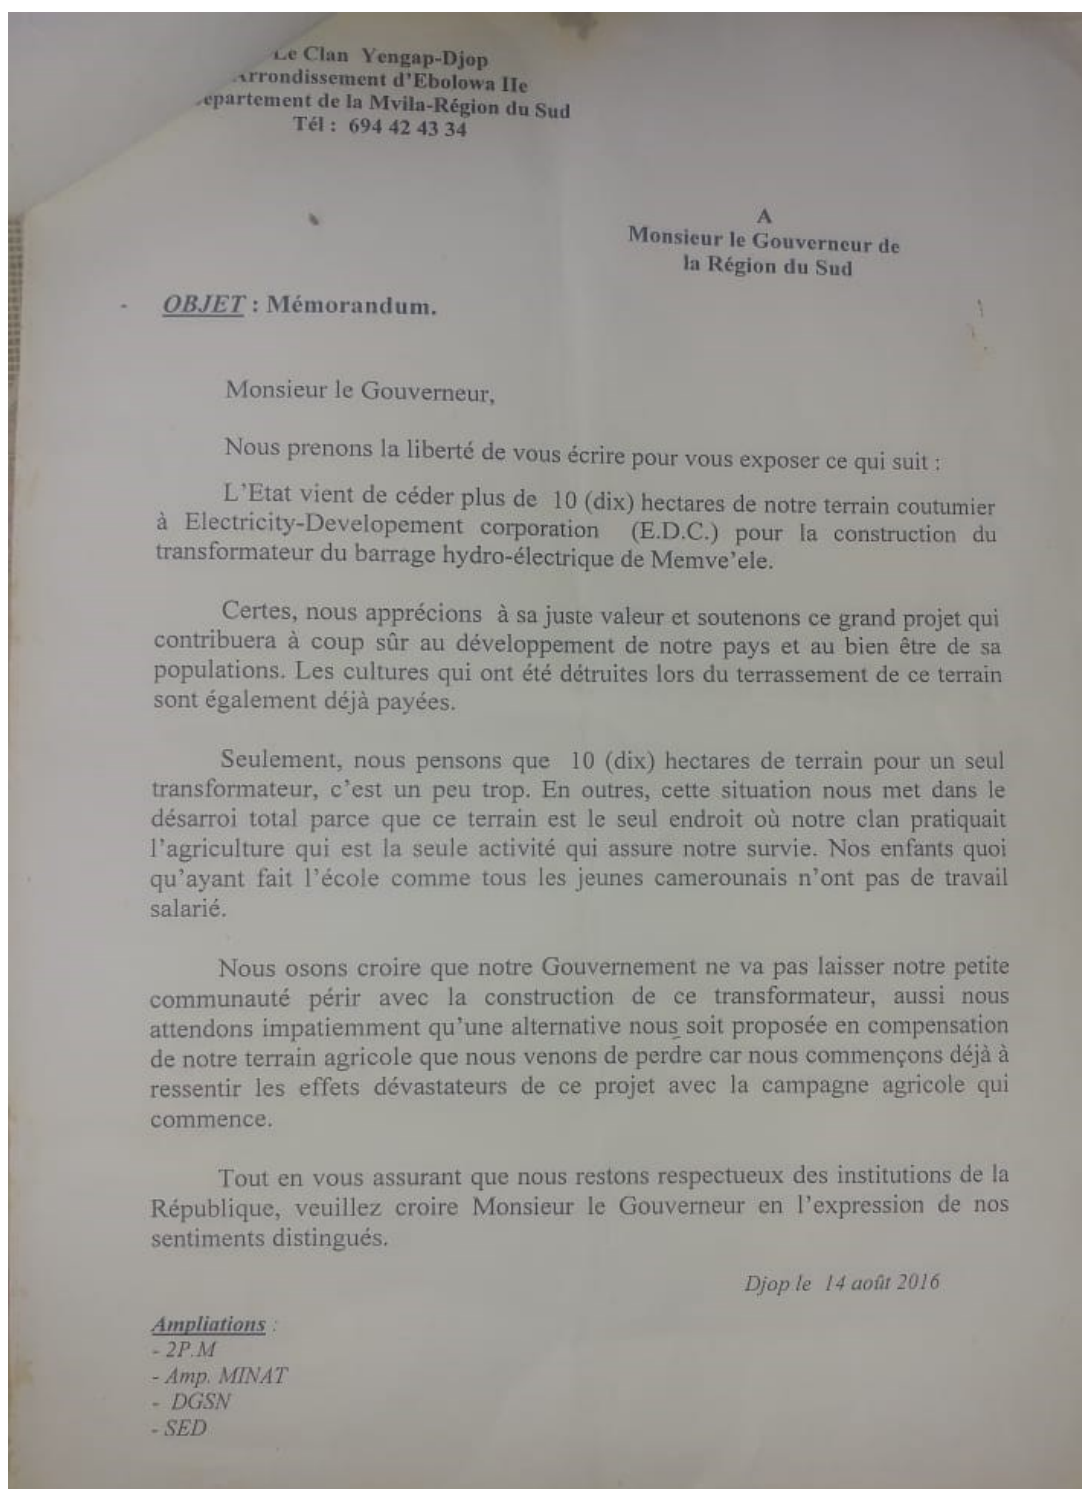 Le Clan Yengap-Djop
Arrondissement d'Ebolowa IIe
epartement de la Mvila-Région du Sud
Tél : 694 42 43 34
A
Monsieur le Gouverneur de
la Région du Sud
- OBJET : Mémorandum.
Monsieur le Gouverneur,
Nous prenons la liberté de vous écrire pour vous exposer ce qui suit :
L'Etat vient de céder plus de 10 (dix) hectares de notre terrain coutumier
à Electricity-Developement corporation (E.D.C.) pour la construction du
transformateur du barrage hydro-électrique de Memve'ele.
Certes, nous apprécions à sa juste valeur et soutenons ce grand projet qui
contribuera à coup sûr au développement de notre pays et au bien être de sa
populations. Les cultures qui ont été détruites lors du terrassement de ce terrain
sont également déjà payées.
Seulement, nous pensons que 10 (dix) hectares de terrain pour un seul
transformateur, c'est un peu trop. En outres, cette situation nous met dans le
désarroi total parce que ce terrain est le seul endroit où notre clan pratiquait
l'agriculture qui est la seule activité qui assure notre survie. Nos enfants quoi
qu'ayant fait l'école comme tous les jeunes camerounais n'ont pas de travail
salarié.
Nous osons croire que notre Gouvernement ne va pas laisser notre petite
communauté périr avec la construction de ce transformateur, aussi nous
attendons impatiemment qu'une alternative nous soit proposée en compensation
de notre terrain agricole que nous venons de perdre car nous commençons déjà à
ressentir les effets dévastateurs de ce projet avec la campagne agricole qui
commence.
Tout en vous assurant que nous restons respectueux des institutions de la
République, veuillez croire Monsieur le Gouverneur en l'expression de nos
sentiments distingués.
Djop le 14 août 2016
Ampliations :
- 2P.M
- Amp. MINAT
- DGSN
- SED